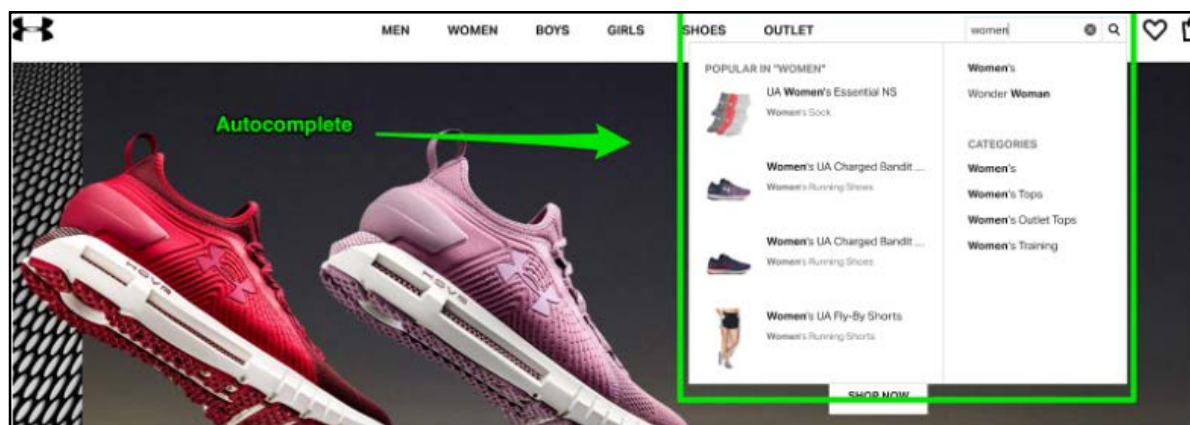 MEN WOMEN BOYS GIRLS SHOES OUTLET women
Autocomplete
POPULAR IN "WOMEN"
UA Women's Essential NS
Women's Sock
Women's UA Charged Bandit ...
Women's Running Shoes
Women's UA Charged Bandit ...
Women's Running Shoes
Women's UA Fly-By Shorts
Women's Running Shorts
Women's
Wonder Woman
CATEGORIES
Women's
Women's Tops
Women's Outlet Tops
Women's Training
HOVR
HOVR
SHOP NOW